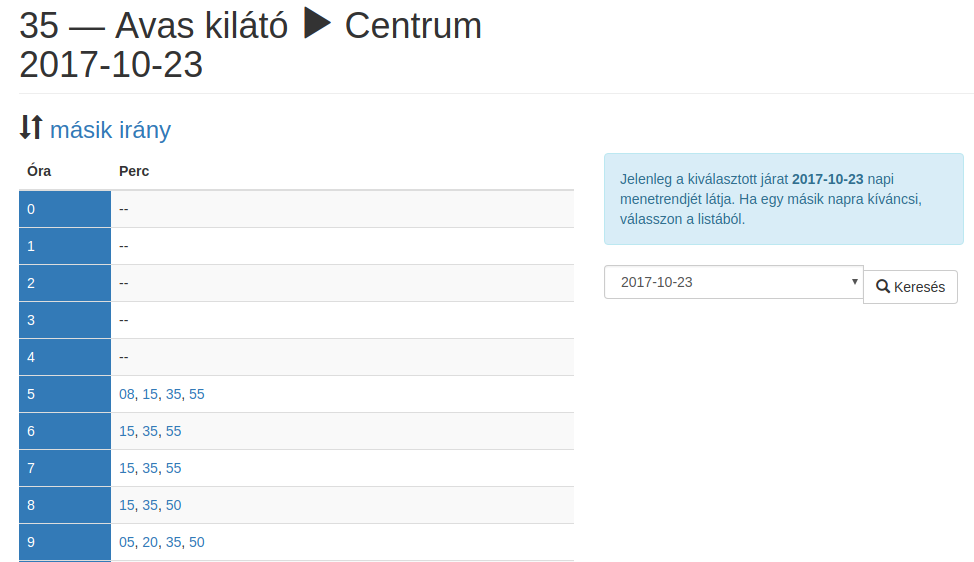 35 — Avas kilátó ▶ Centrum
2017-10-23
másik irány
Óra Perc
0 --
1 --
2 --
3 --
4 --
5 08, 15, 35, 55
6 15, 35, 55
7 15, 35, 55
8 15, 35, 50
9 05, 20, 35, 50
Jelenleg a kiválasztott járat 2017-10-23 napi
menetrendjét látja. Ha egy másik napra kíváncsi,
válasszon a listából.
2017-10-23
Keresés